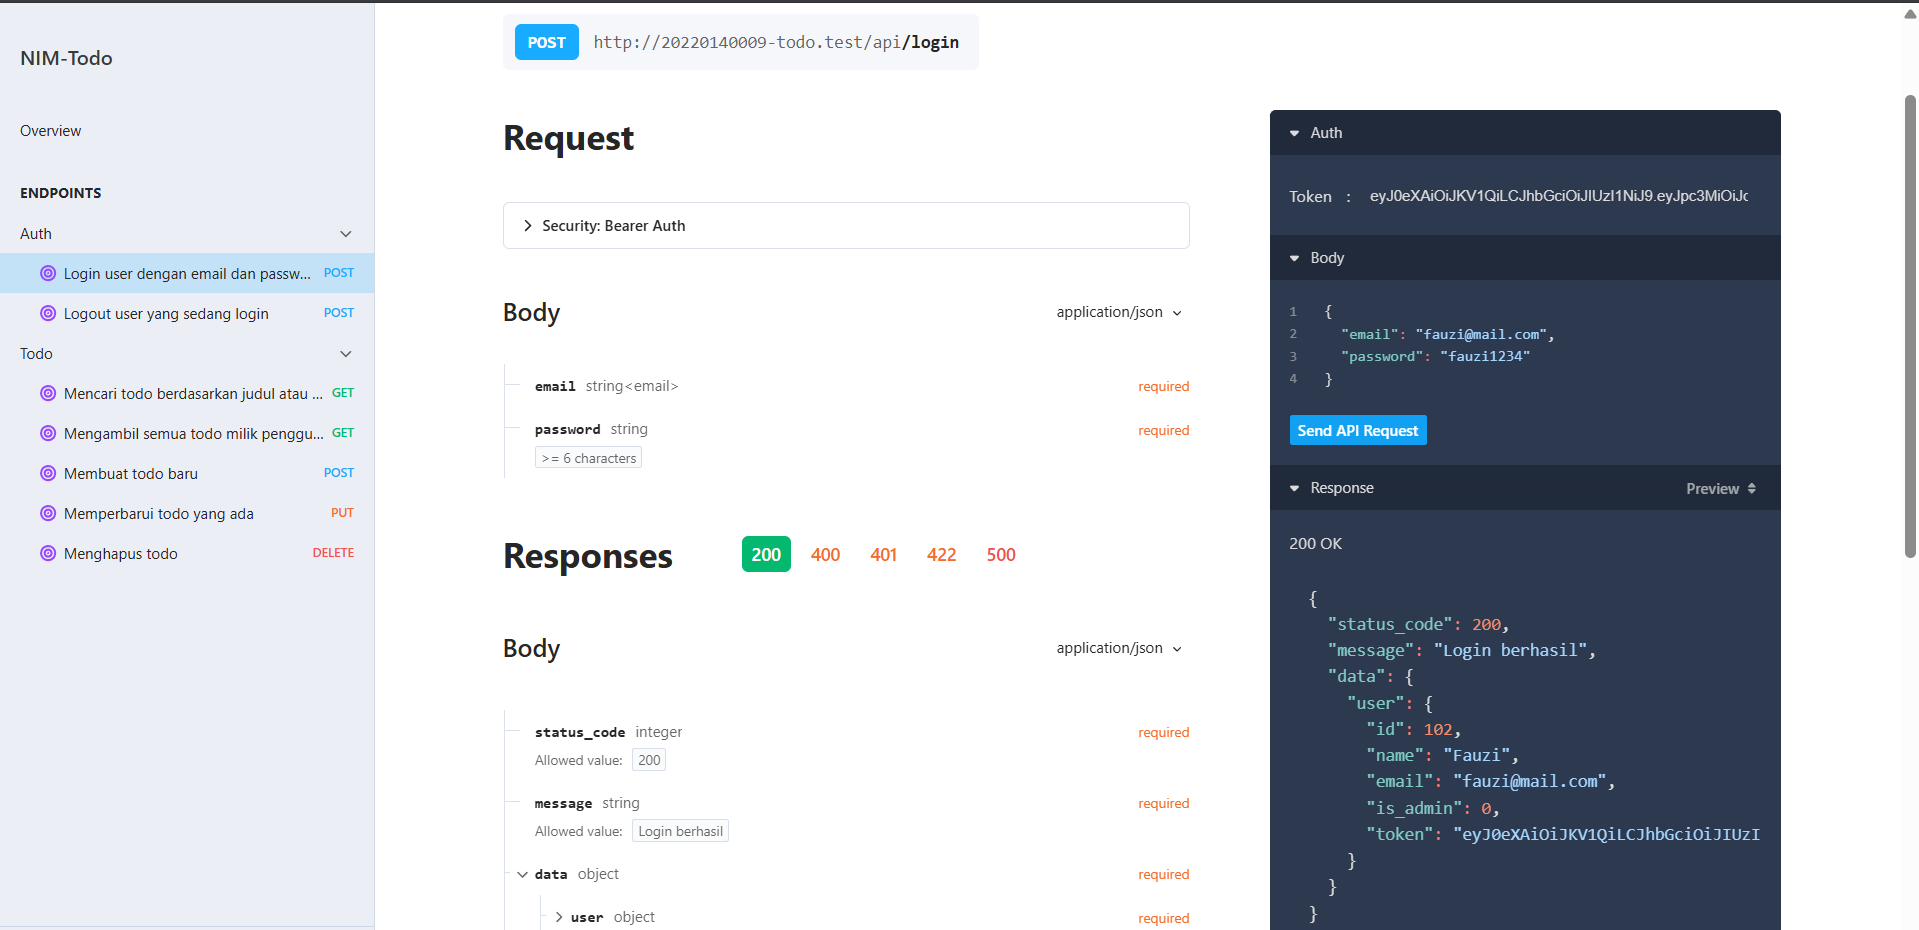 NIM-Todo
Overview
ENDPOINTS
Auth
Login user dengan email dan passw... POST
Logout user yang sedang login POST
Todo
Mencari todo berdasarkan judul atau ... GET
Mengambil semua todo milik penggu... GET
Membuat todo baru POST
Memperbarui todo yang ada PUT
Menghapus todo DELETE
POST http://20220140009-todo.test/api/login
Request
Security: Bearer Auth
Body application/json
email string<email> required
password string required
>= 6 characters
Responses 200 400 401 422 500
Body application/json
status_code integer required
Allowed value: 200
message string required
Allowed value: Login berhasil
data object required
user object required
Auth
Token : eyJ0eXAiOiJKV1QiLCJhbGciOiJIUzI1NiJ9.eyJpc3MiOiJc
Body
1 {
2 "email": "fauzi@mail.com",
3 "password": "fauzi1234"
4 }
Send API Request
Response Preview
200 OK
{
"status_code": 200,
"message": "Login berhasil",
"data": {
"user": {
"id": 102,
"name": "Fauzi",
"email": "fauzi@mail.com",
"is_admin": 0,
"token": "eyJ0eXAiOiJKV1QiLCJhbGciOiJIUzI
}
}
}